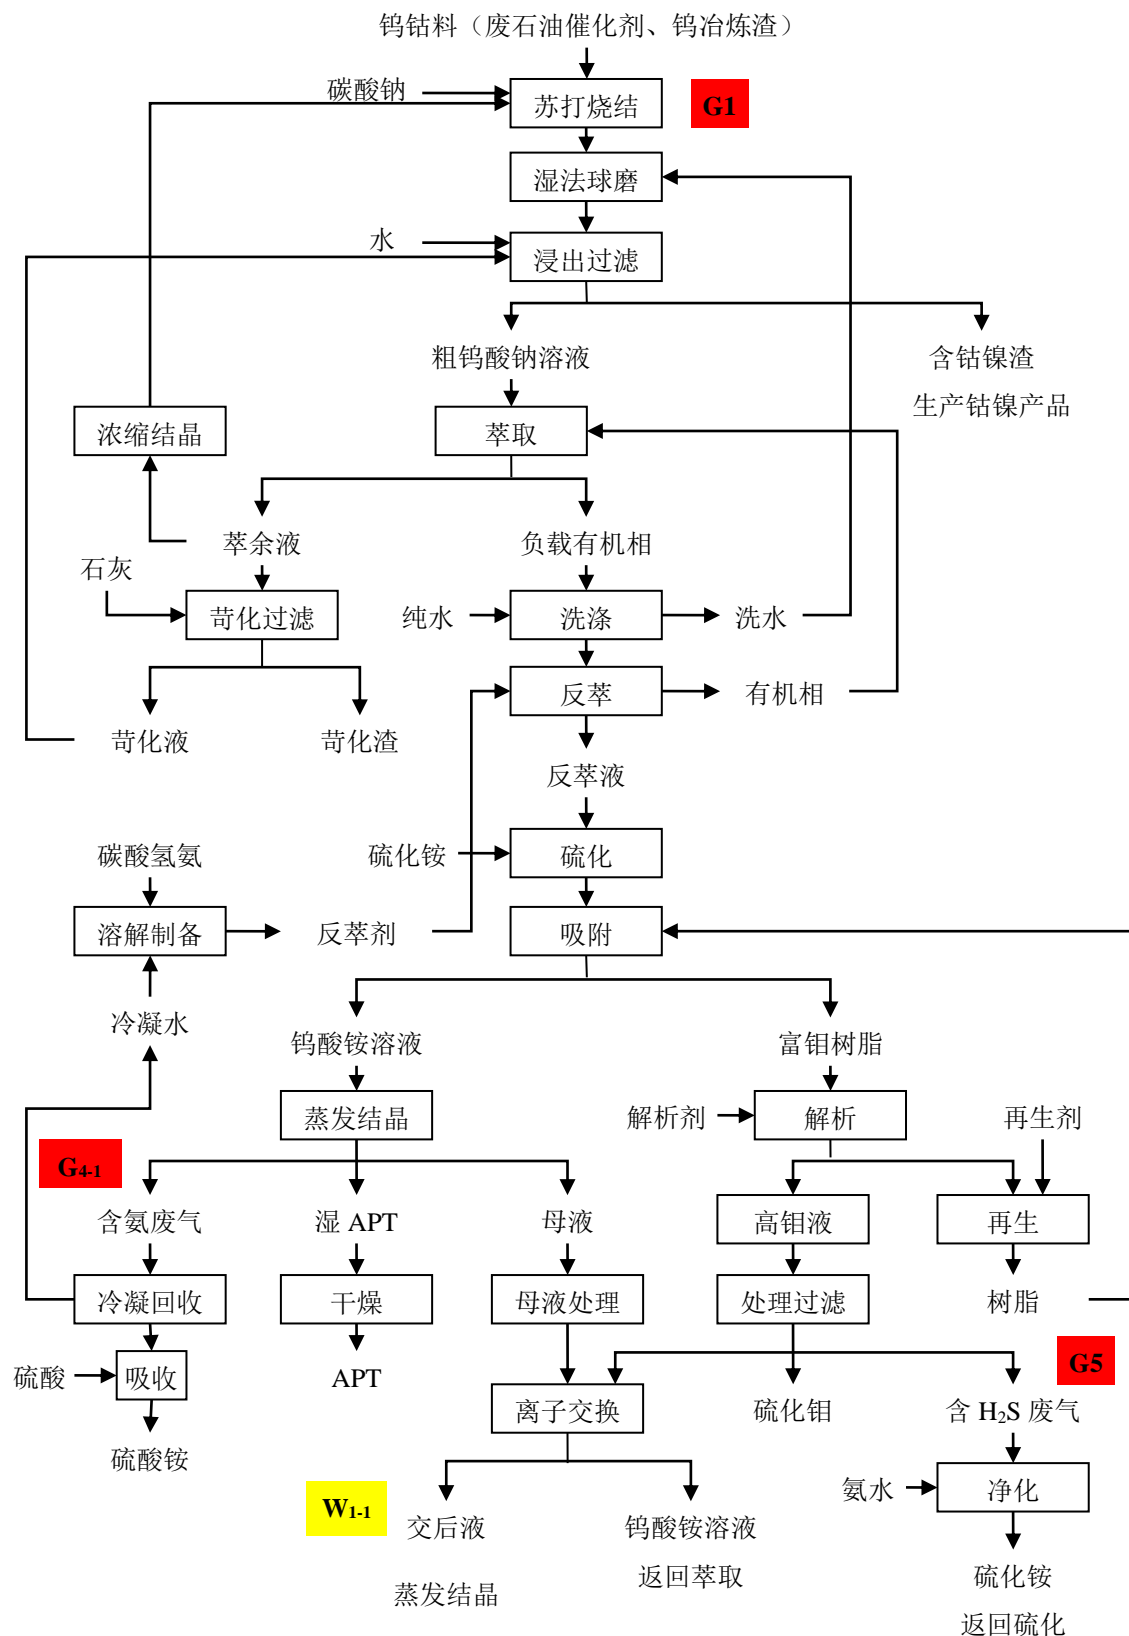 钨钴料（废石油催化剂、钨冶炼渣）
碳酸钠
苏打烧结
G1
湿法球磨
水
浸出过滤
粗钨酸钠溶液
含钴镍渣
生产钴镍产品
浓缩结晶
萃取
萃余液
负载有机相
石灰
苛化过滤
纯水
洗涤
洗水
反萃
有机相
苛化液
苛化渣
反萃液
碳酸氢氨
硫化铵
硫化
溶解制备
反萃剂
吸附
冷凝水
钨酸铵溶液
富钼树脂
蒸发结晶
解析剂
解析
再生剂
G4-1
含氨废气
湿 APT
母液
高钼液
再生
冷凝回收
干燥
母液处理
处理过滤
树脂
G5
硫酸
吸收
APT
离子交换
硫化钼
含 H₂S 废气
硫酸铵
W1-1
交后液
钨酸铵溶液
氨水
净化
蒸发结晶
返回萃取
硫化铵
返回硫化